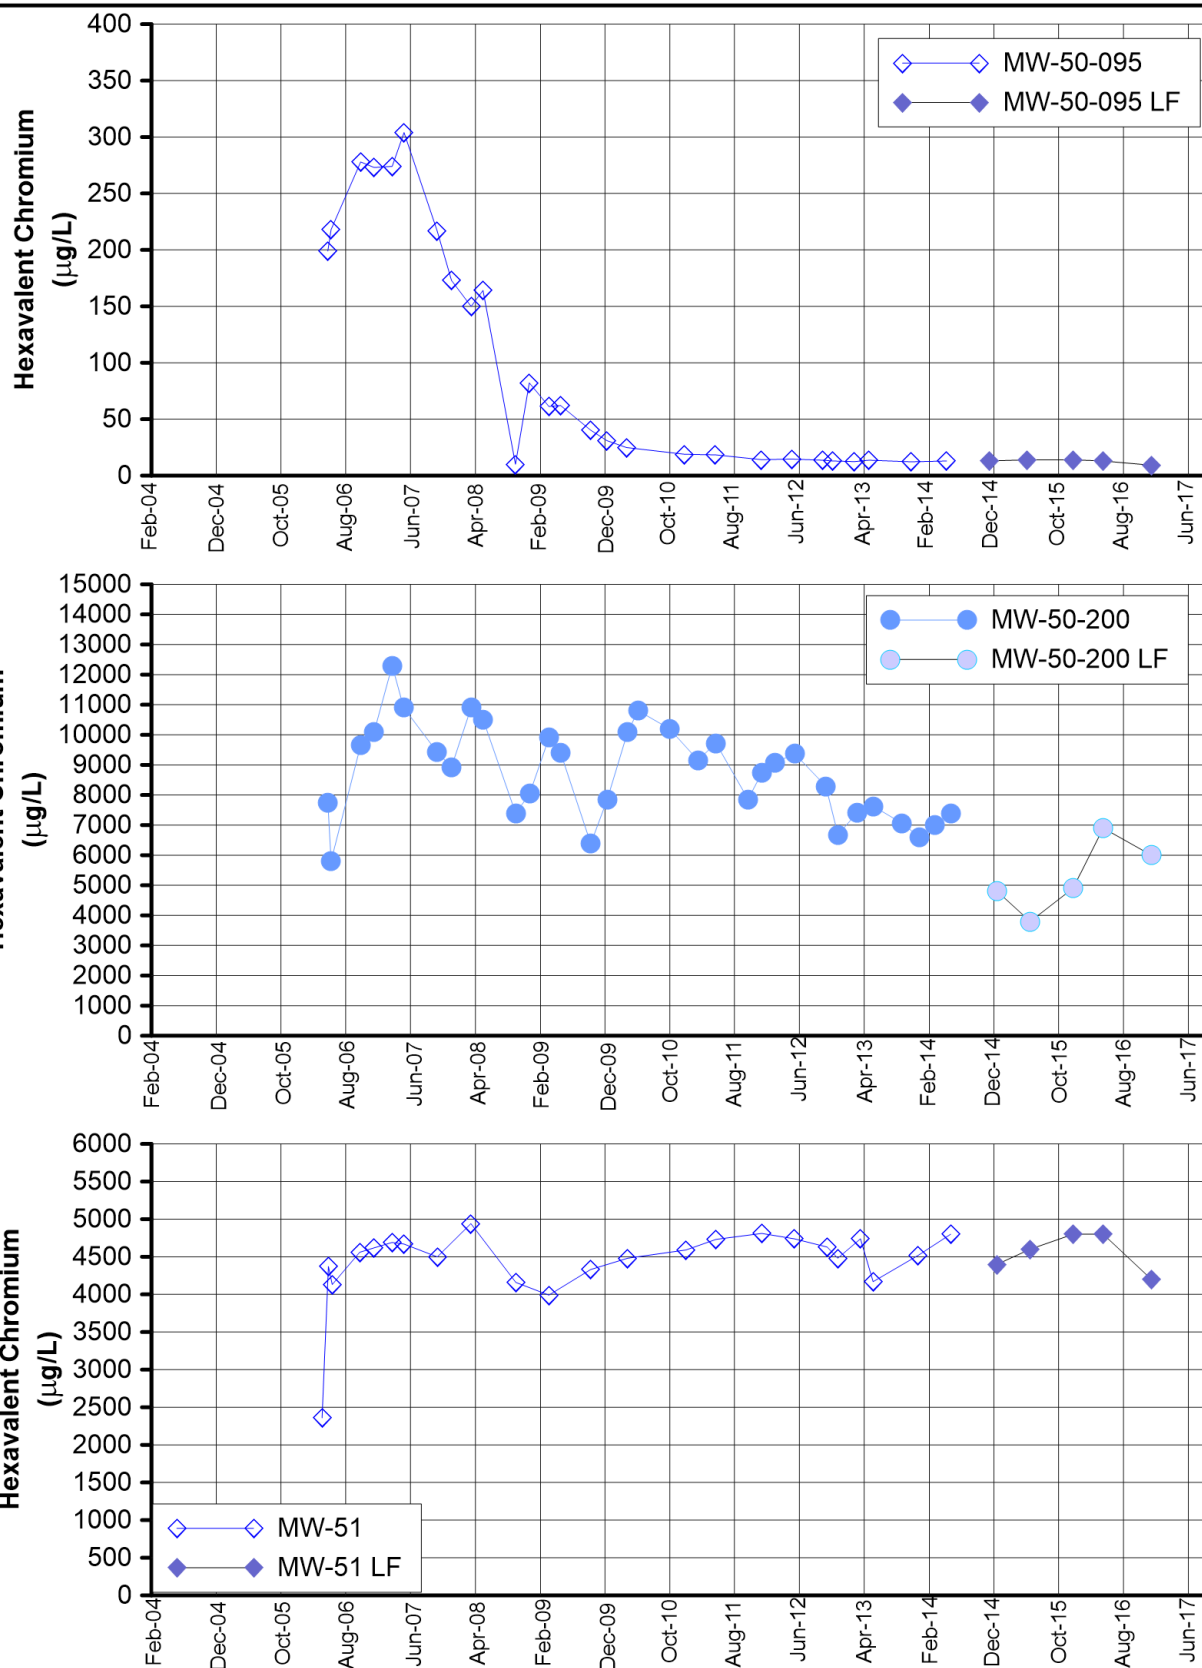 400
350
300
250
200
150
100
50
0
Hexavalent Chromium
(µg/L)
MW-50-095
MW-50-095 LF
Feb-04
Dec-04
Oct-05
Aug-06
Jun-07
Apr-08
Feb-09
Dec-09
Oct-10
Aug-11
Jun-12
Apr-13
Feb-14
Dec-14
Oct-15
Aug-16
Jun-17
15000
14000
13000
12000
11000
10000
9000
8000
7000
6000
5000
4000
3000
2000
1000
0
Hexavalent Chromium
(µg/L)
MW-50-200
MW-50-200 LF
Feb-04
Dec-04
Oct-05
Aug-06
Jun-07
Apr-08
Feb-09
Dec-09
Oct-10
Aug-11
Jun-12
Apr-13
Feb-14
Dec-14
Oct-15
Aug-16
Jun-17
6000
5500
5000
4500
4000
3500
3000
2500
2000
1500
1000
500
0
Hexavalent Chromium
(µg/L)
MW-51
MW-51 LF
Feb-04
Dec-04
Oct-05
Aug-06
Jun-07
Apr-08
Feb-09
Dec-09
Oct-10
Aug-11
Jun-12
Apr-13
Feb-14
Dec-14
Oct-15
Aug-16
Jun-17